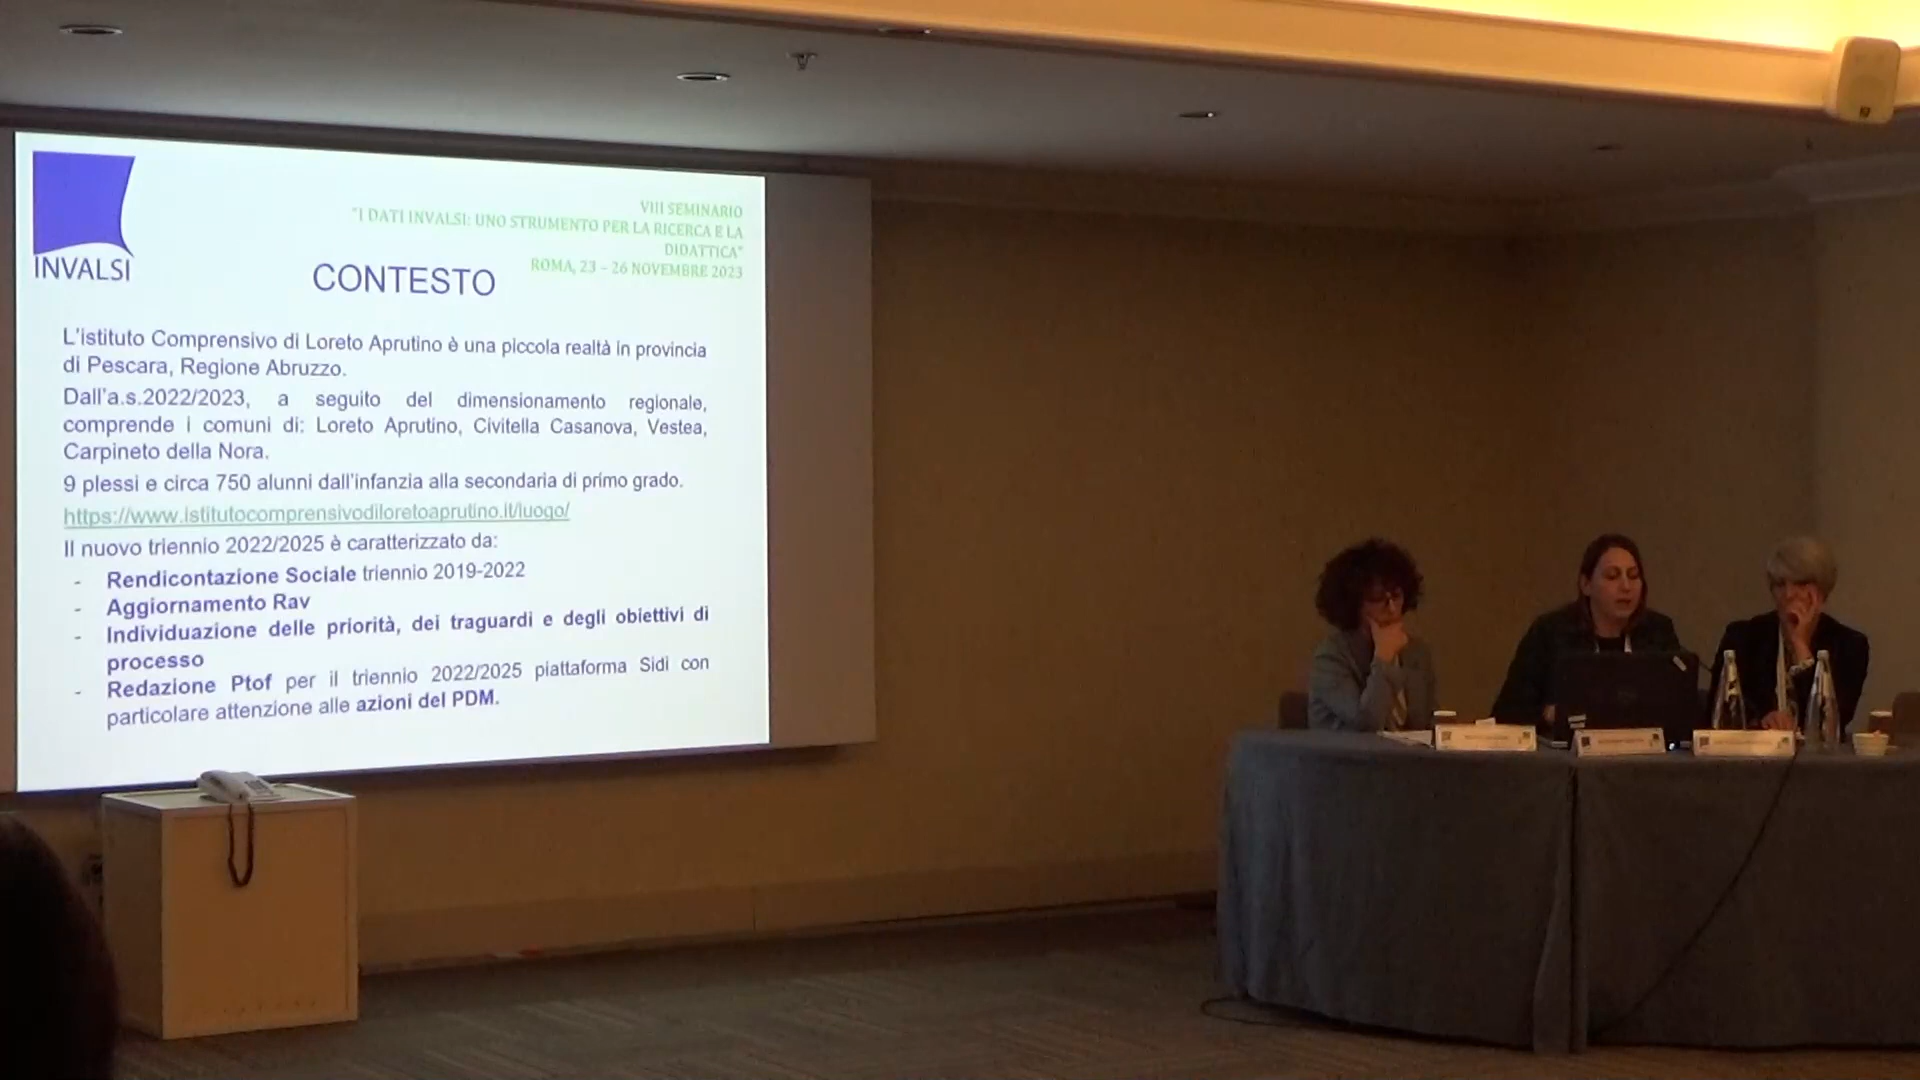 INVALSI
VIII SEMINARIO
"I DATI INVALSI: UNO STRUMENTO PER LA RICERCA E LA
DIDATTICA"
ROMA, 23 – 26 NOVEMBRE 2023
CONTESTO
L'istituto Comprensivo di Loreto Aprutino è una piccola realtà in provincia
di Pescara, Regione Abruzzo.
Dall'a.s.2022/2023, a seguito del dimensionamento regionale,
comprende i comuni di: Loreto Aprutino, Civitella Casanova, Vestea,
Carpineto della Nora.
9 plessi e circa 750 alunni dall'infanzia alla secondaria di primo grado.
https://www.istitutocomprensivodiloretoaprutino.it/luogo/
Il nuovo triennio 2022/2025 è caratterizzato da:
- Rendicontazione Sociale triennio 2019-2022
- Aggiornamento Rav
- Individuazione delle priorità, dei traguardi e degli obiettivi di
processo
- Redazione Ptof per il triennio 2022/2025 piattaforma Sidi con
particolare attenzione alle azioni del PDM.